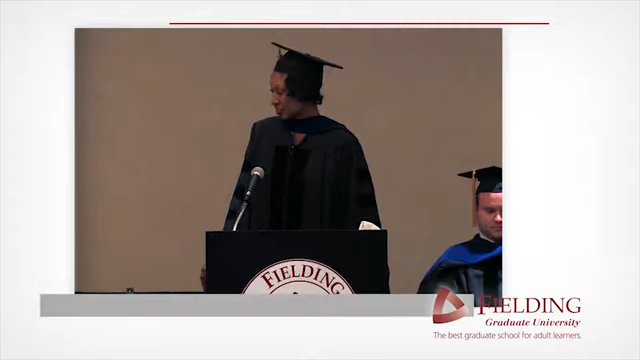 FIELDING
FIELDING
Graduate University
The best graduate school for adult learners.